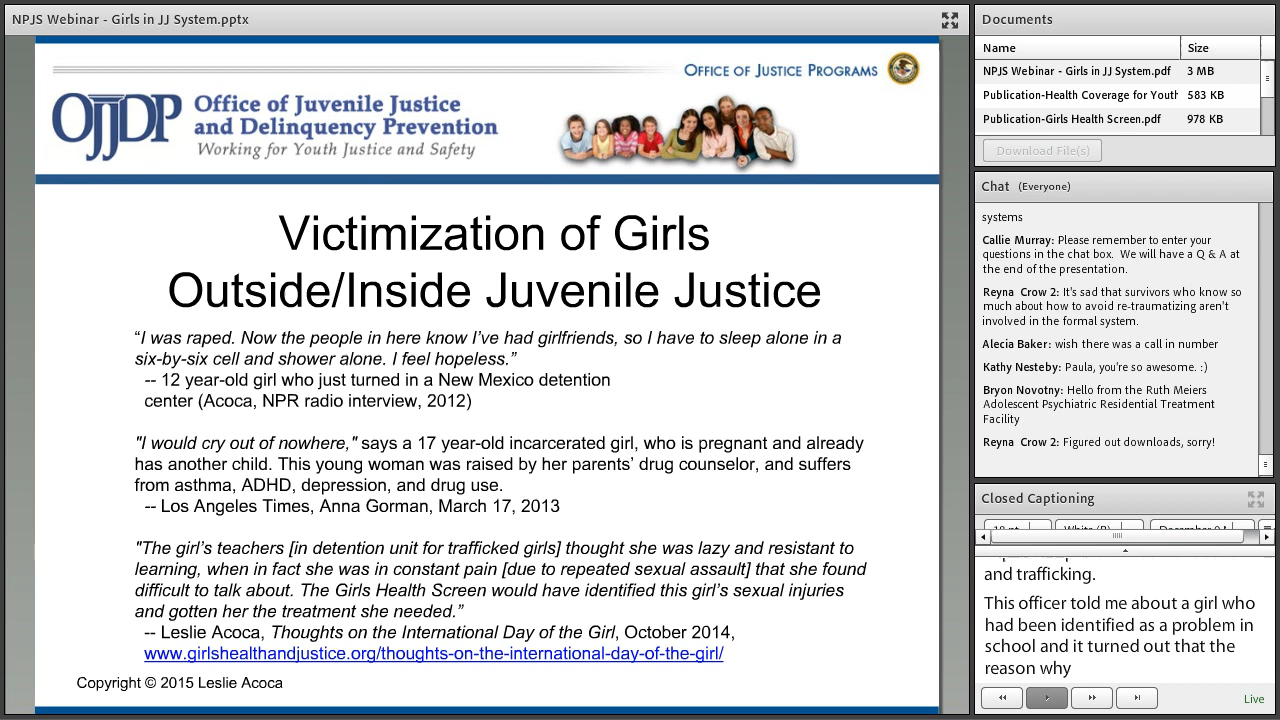 NPJS Webinar - Girls in JJ System.pptx
OFFICE OF JUSTICE PROGRAMS
OJJDP
Office of Juvenile Justice
and Delinquency Prevention
Working for Youth Justice and Safety
Victimization of Girls
Outside/Inside Juvenile Justice
“I was raped. Now the people in here know I’ve had girlfriends, so I have to sleep alone in a
six-by-six cell and shower alone. I feel hopeless.”
-- 12 year-old girl who just turned in a New Mexico detention
center (Acoca, NPR radio interview, 2012)
"I would cry out of nowhere," says a 17 year-old incarcerated girl, who is pregnant and already
has another child. This young woman was raised by her parents’ drug counselor, and suffers
from asthma, ADHD, depression, and drug use.
-- Los Angeles Times, Anna Gorman, March 17, 2013
"The girl’s teachers [in detention unit for trafficked girls] thought she was lazy and resistant to
learning, when in fact she was in constant pain [due to repeated sexual assault] that she found
difficult to talk about. The Girls Health Screen would have identified this girl’s sexual injuries
and gotten her the treatment she needed.”
-- Leslie Acoca, Thoughts on the International Day of the Girl, October 2014,
www.girlshealthandjustice.org/thoughts-on-the-international-day-of-the-girl/
Copyright © 2015 Leslie Acoca
Documents
Name Size
NPJS Webinar - Girls in JJ System.pdf 3 MB
Publication-Health Coverage for Youth 583 KB
Publication-Girls Health Screen.pdf 978 KB
Download File(s)
Chat (Everyone)
systems
Callie Murray: Please remember to enter your
questions in the chat box. We will have a Q & A at
the end of the presentation.
Reyna Crow 2: It's sad that survivors who know so
much about how to avoid re-traumatizing aren't
involved in the formal system.
Alecia Baker: wish there was a call in number
Kathy Nesteby: Paula, you're so awesome. :)
Bryon Novotny: Hello from the Ruth Meiers
Adolescent Psychiatric Residential Treatment
Facility
Reyna Crow 2: Figured out downloads, sorry!
Closed Captioning
and trafficking.
This officer told me about a girl who
had been identified as a problem in
school and it turned out that the
reason why
Live